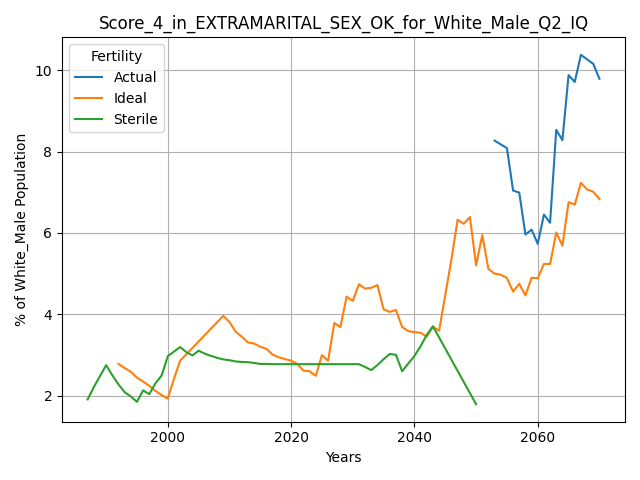 Score_4_in_EXTRAMARITAL_SEX_OK_for_White_Male_Q2_IQ
Fertility
Actual
Ideal
Sterile
% of White_Male Population
10
8
6
4
2
2000 2020 2040 2060
Years